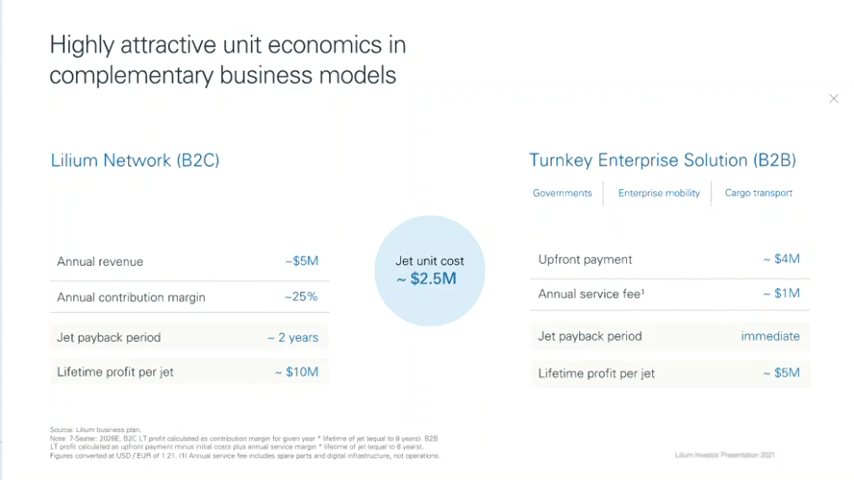 Highly attractive unit economics in
complementary business models
Lilium Network (B2C)
Annual revenue ~$5M
Annual contribution margin ~25%
Jet payback period ~ 2 years
Lifetime profit per jet ~ $10M
Jet unit cost
~ $2.5M
Turnkey Enterprise Solution (B2B)
Governments Enterprise mobility Cargo transport
Upfront payment ~ $4M
Annual service fee¹ ~ $1M
Jet payback period immediate
Lifetime profit per jet ~ $5M
Source: Lilium business plan.
Note: 7-Seater: 2026E, B2C LT profit calculated as contribution margin for given year * lifetime of jet (equal to 8 years). B2B
LT profit calculated as upfront payment minus initial costs plus annual service margin * lifetime of jet (equal to 8 years).
Figures converted at USD / EUR of 1.21. (1) Annual service fee includes spare parts and digital infrastructure, not operations.
Lilium Investor Presentation 2021